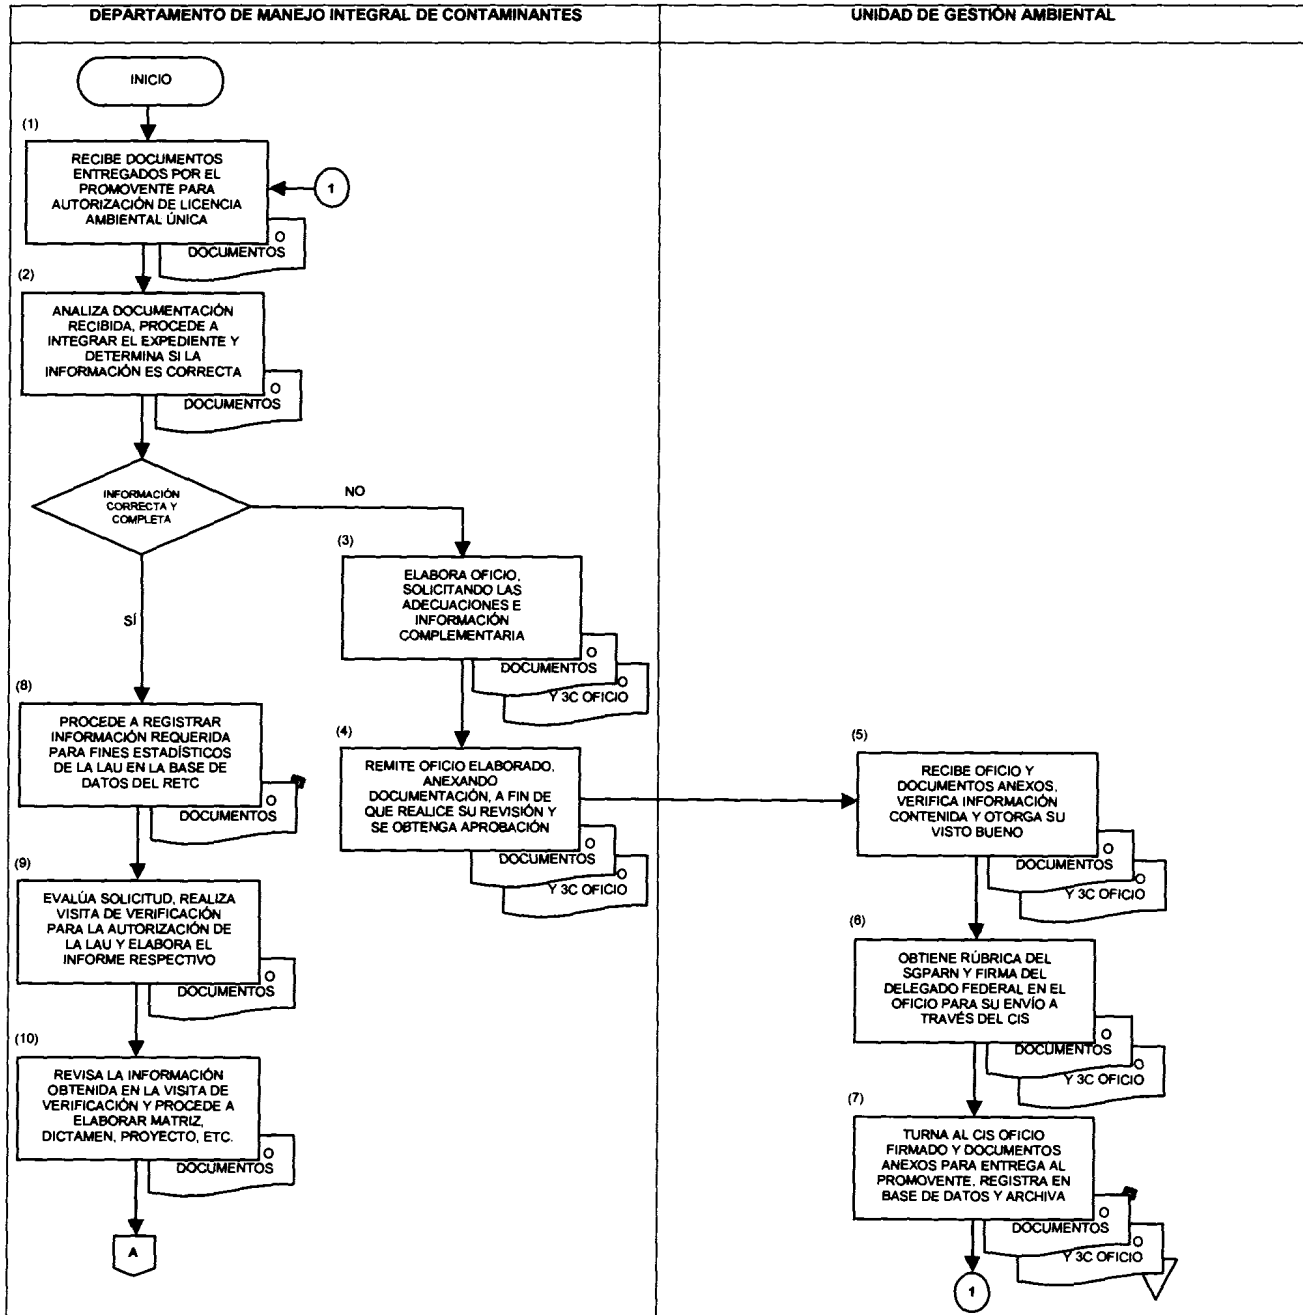 DEPARTAMENTO DE MANEJO INTEGRAL DE CONTAMINANTES
UNIDAD DE GESTIÓN AMBIENTAL
INICIO
(1)
RECIBE DOCUMENTOS
ENTREGADOS POR EL
PROMOVENTE PARA
AUTORIZACIÓN DE LICENCIA
AMBIENTAL ÚNICA
1
O
DOCUMENTOS
(2)
ANALIZA DOCUMENTACIÓN
RECIBIDA, PROCEDE A
INTEGRAR EL EXPEDIENTE Y
DETERMINA SI LA
INFORMACIÓN ES CORRECTA
O
DOCUMENTOS
INFORMACIÓN
CORRECTA Y
COMPLETA
NO
SÍ
(3)
ELABORA OFICIO,
SOLICITANDO LAS
ADECUACIONES E
INFORMACIÓN
COMPLEMENTARIA
O
DOCUMENTOS
O
Y 3C OFICIO
(4)
REMITE OFICIO ELABORADO,
ANEXANDO
DOCUMENTACIÓN, A FIN DE
QUE REALICE SU REVISIÓN Y
SE OBTENGA APROBACIÓN
O
DOCUMENTOS
O
Y 3C OFICIO
(5)
RECIBE OFICIO Y
DOCUMENTOS ANEXOS,
VERIFICA INFORMACIÓN
CONTENIDA Y OTORGA SU
VISTO BUENO
O
DOCUMENTOS
O
Y 3C OFICIO
(6)
OBTIENE RÚBRICA DEL
SGPARN Y FIRMA DEL
DELEGADO FEDERAL EN EL
OFICIO PARA SU ENVÍO A
TRAVÉS DEL CIS
O
DOCUMENTOS
O
Y 3C OFICIO
(7)
TURNA AL CIS OFICIO
FIRMADO Y DOCUMENTOS
ANEXOS PARA ENTREGA AL
PROMOVENTE, REGISTRA EN
BASE DE DATOS Y ARCHIVA
O
DOCUMENTOS
O
Y 3C OFICIO
1
(8)
PROCEDE A REGISTRAR
INFORMACIÓN REQUERIDA
PARA FINES ESTADÍSTICOS
DE LA LAU EN LA BASE DE
DATOS DEL RETC
O
DOCUMENTOS
(9)
EVALÚA SOLICITUD, REALIZA
VISITA DE VERIFICACIÓN
PARA LA AUTORIZACIÓN DE
LA LAU Y ELABORA EL
INFORME RESPECTIVO
O
DOCUMENTOS
(10)
REVISA LA INFORMACIÓN
OBTENIDA EN LA VISITA DE
VERIFICACIÓN Y PROCEDE A
ELABORAR MATRIZ,
DICTAMEN, PROYECTO, ETC.
O
DOCUMENTOS
A